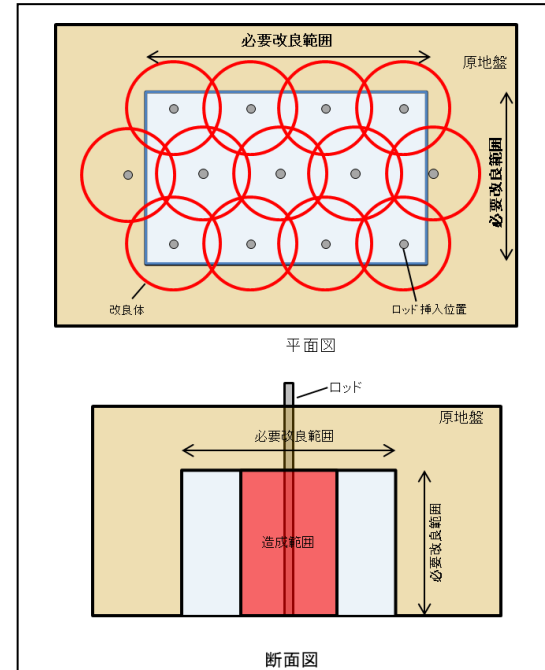 必要改良範囲
原地盤
必要改良範囲
改良体
ロッド挿入位置
平面図
ロッド
原地盤
必要改良範囲
造成範囲
必要改良範囲
断面図